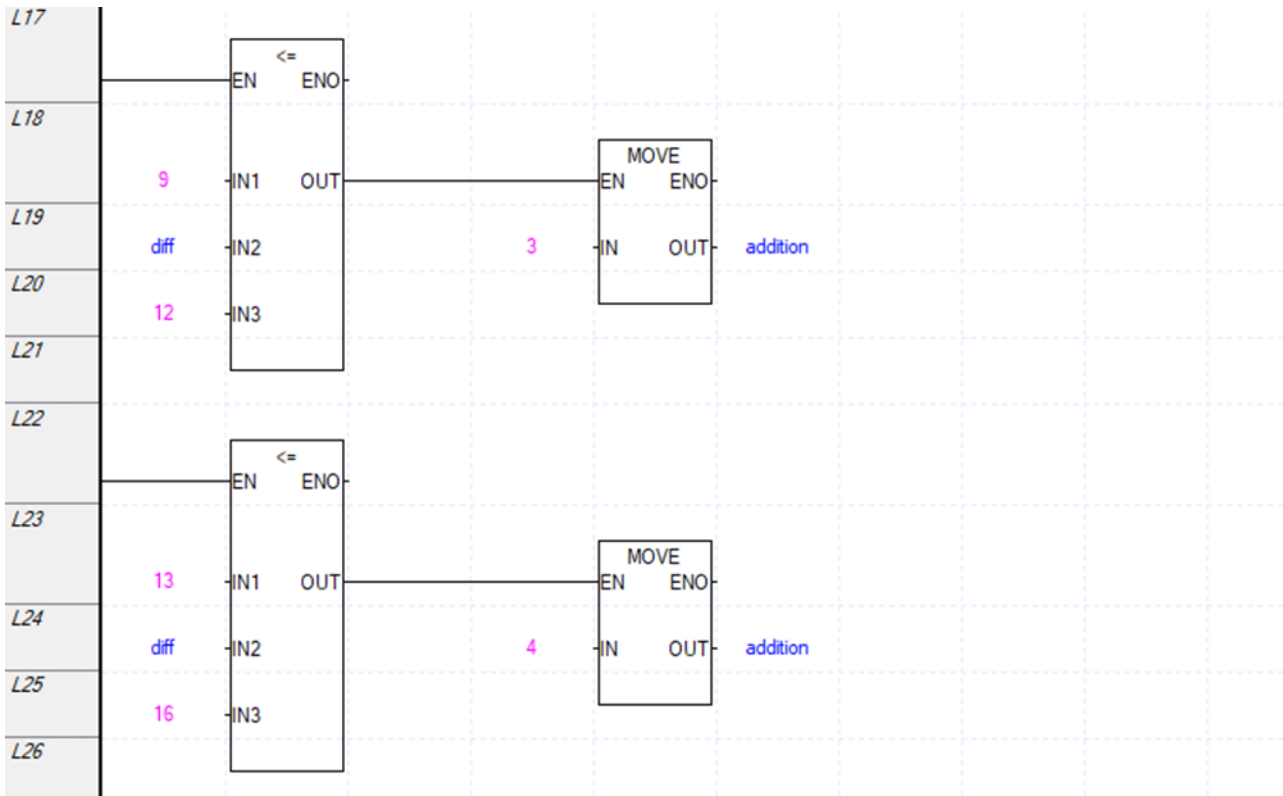 L17
<=
EN ENO
L18
MOVE
9 IN1 OUT EN ENO
L19
diff IN2 3 IN OUT addition
L20
12 IN3
L21
L22
<=
EN ENO
L23
MOVE
13 IN1 OUT EN ENO
L24
diff IN2 4 IN OUT addition
L25
16 IN3
L26